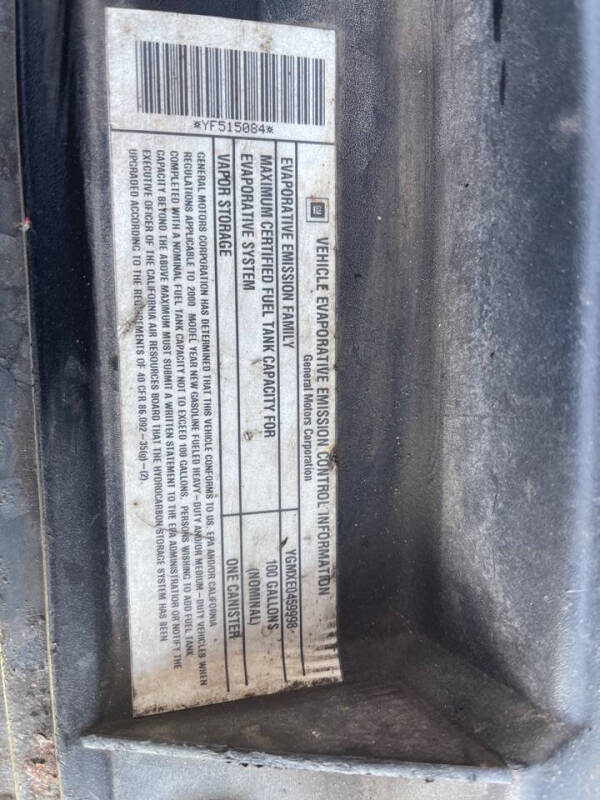 *YF515084*
GM
VEHICLE EVAPORATIVE EMISSION CONTROL INFORMATION
General Motors Corporation
EVAPORATIVE EMISSION FAMILY YGMXE0459998
MAXIMUM CERTIFIED FUEL TANK CAPACITY FOR 100 GALLONS
EVAPORATIVE SYSTEM (NOMINAL)
VAPOR STORAGE ONE CANISTER
GENERAL MOTORS CORPORATION HAS DETERMINED THAT THIS VEHICLE CONFORMS TO US. EPA AND/OR CALIFORNIA
REGULATIONS APPLICABLE TO 2000 MODEL YEAR NEW GASOLINE FUELED HEAVY-DUTY AND/OR MEDIUM-DUTY VEHICLES WHEN
COMPLETED WITH A NOMINAL FUEL TANK CAPACITY NOT TO EXCEED 100 GALLONS. PERSONS WISHING TO ADD FUEL TANK
CAPACITY BEYOND THE ABOVE MAXIMUM MUST SUBMIT A WRITTEN STATEMENT TO THE EPA ADMINISTRATOR OR NOTIFY THE
EXECUTIVE OFICER OF THE CALIFORNIA AIR RESOURCES BOARD THAT THE HYDROCARBON STORAGE SYSTEM HAS BEEN
UPGRADED ACCORDING TO THE REQUIREMENTS OF 40 CFR 86.092-35(g)-(2).